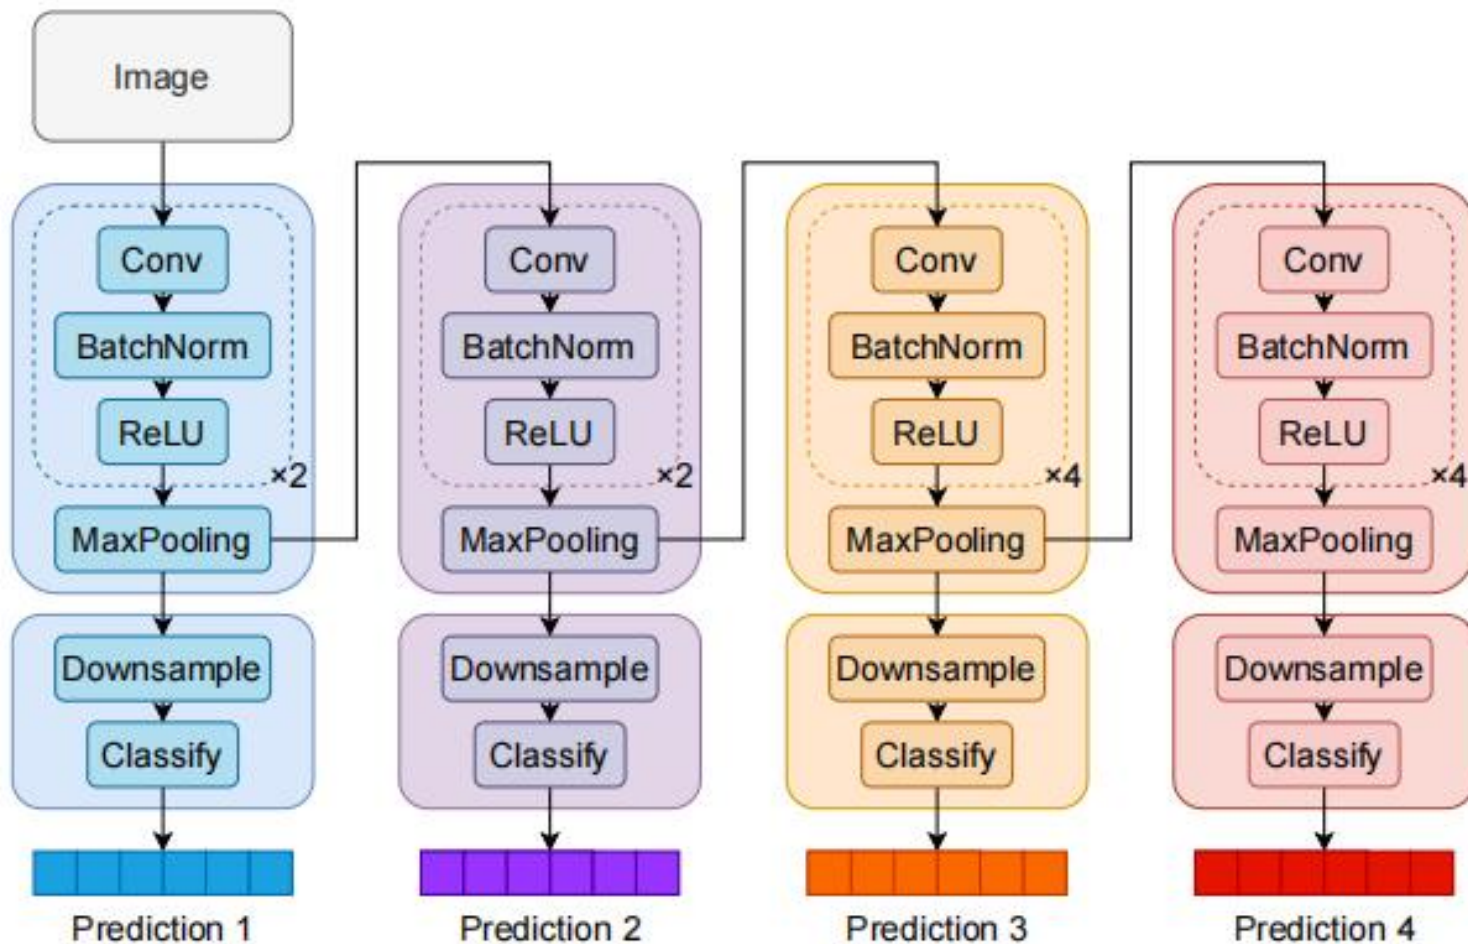 Image
Conv
BatchNorm
ReLU
×2
MaxPooling
Downsample
Classify
Prediction 1
Conv
BatchNorm
ReLU
×2
MaxPooling
Downsample
Classify
Prediction 2
Conv
BatchNorm
ReLU
×4
MaxPooling
Downsample
Classify
Prediction 3
Conv
BatchNorm
ReLU
×4
MaxPooling
Downsample
Classify
Prediction 4